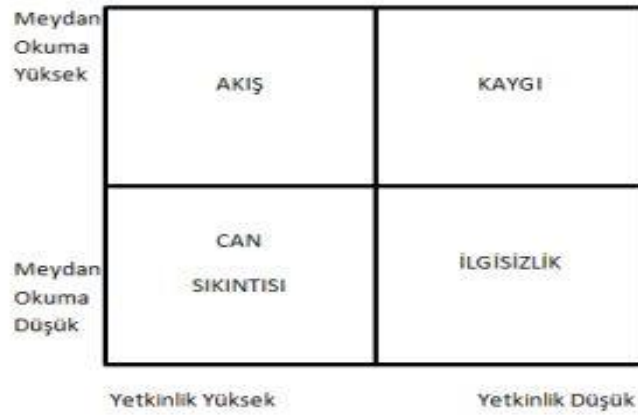 Meydan
Okuma
Yüksek
AKIŞ
KAYGI
CAN
SIKINTISI
İLGİSİZLİK
Meydan
Okuma
Düşük
Yetkinlik Yüksek
Yetkinlik Düşük